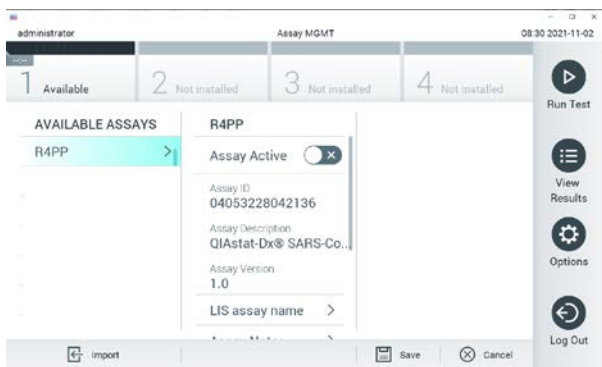 administrator
Assay MGMT
08:30 2021-11-02
1 Available
2 Not installed
3 Not installed
4 Not installed
Run Test
AVAILABLE ASSAYS
R4PP
R4PP
Assay Active
Assay ID
04053228042136
Assay Description
QIAstat-Dx® SARS-Co...
Assay Version
1.0
LIS assay name
View Results
Options
Log Out
Import
Save
Cancel